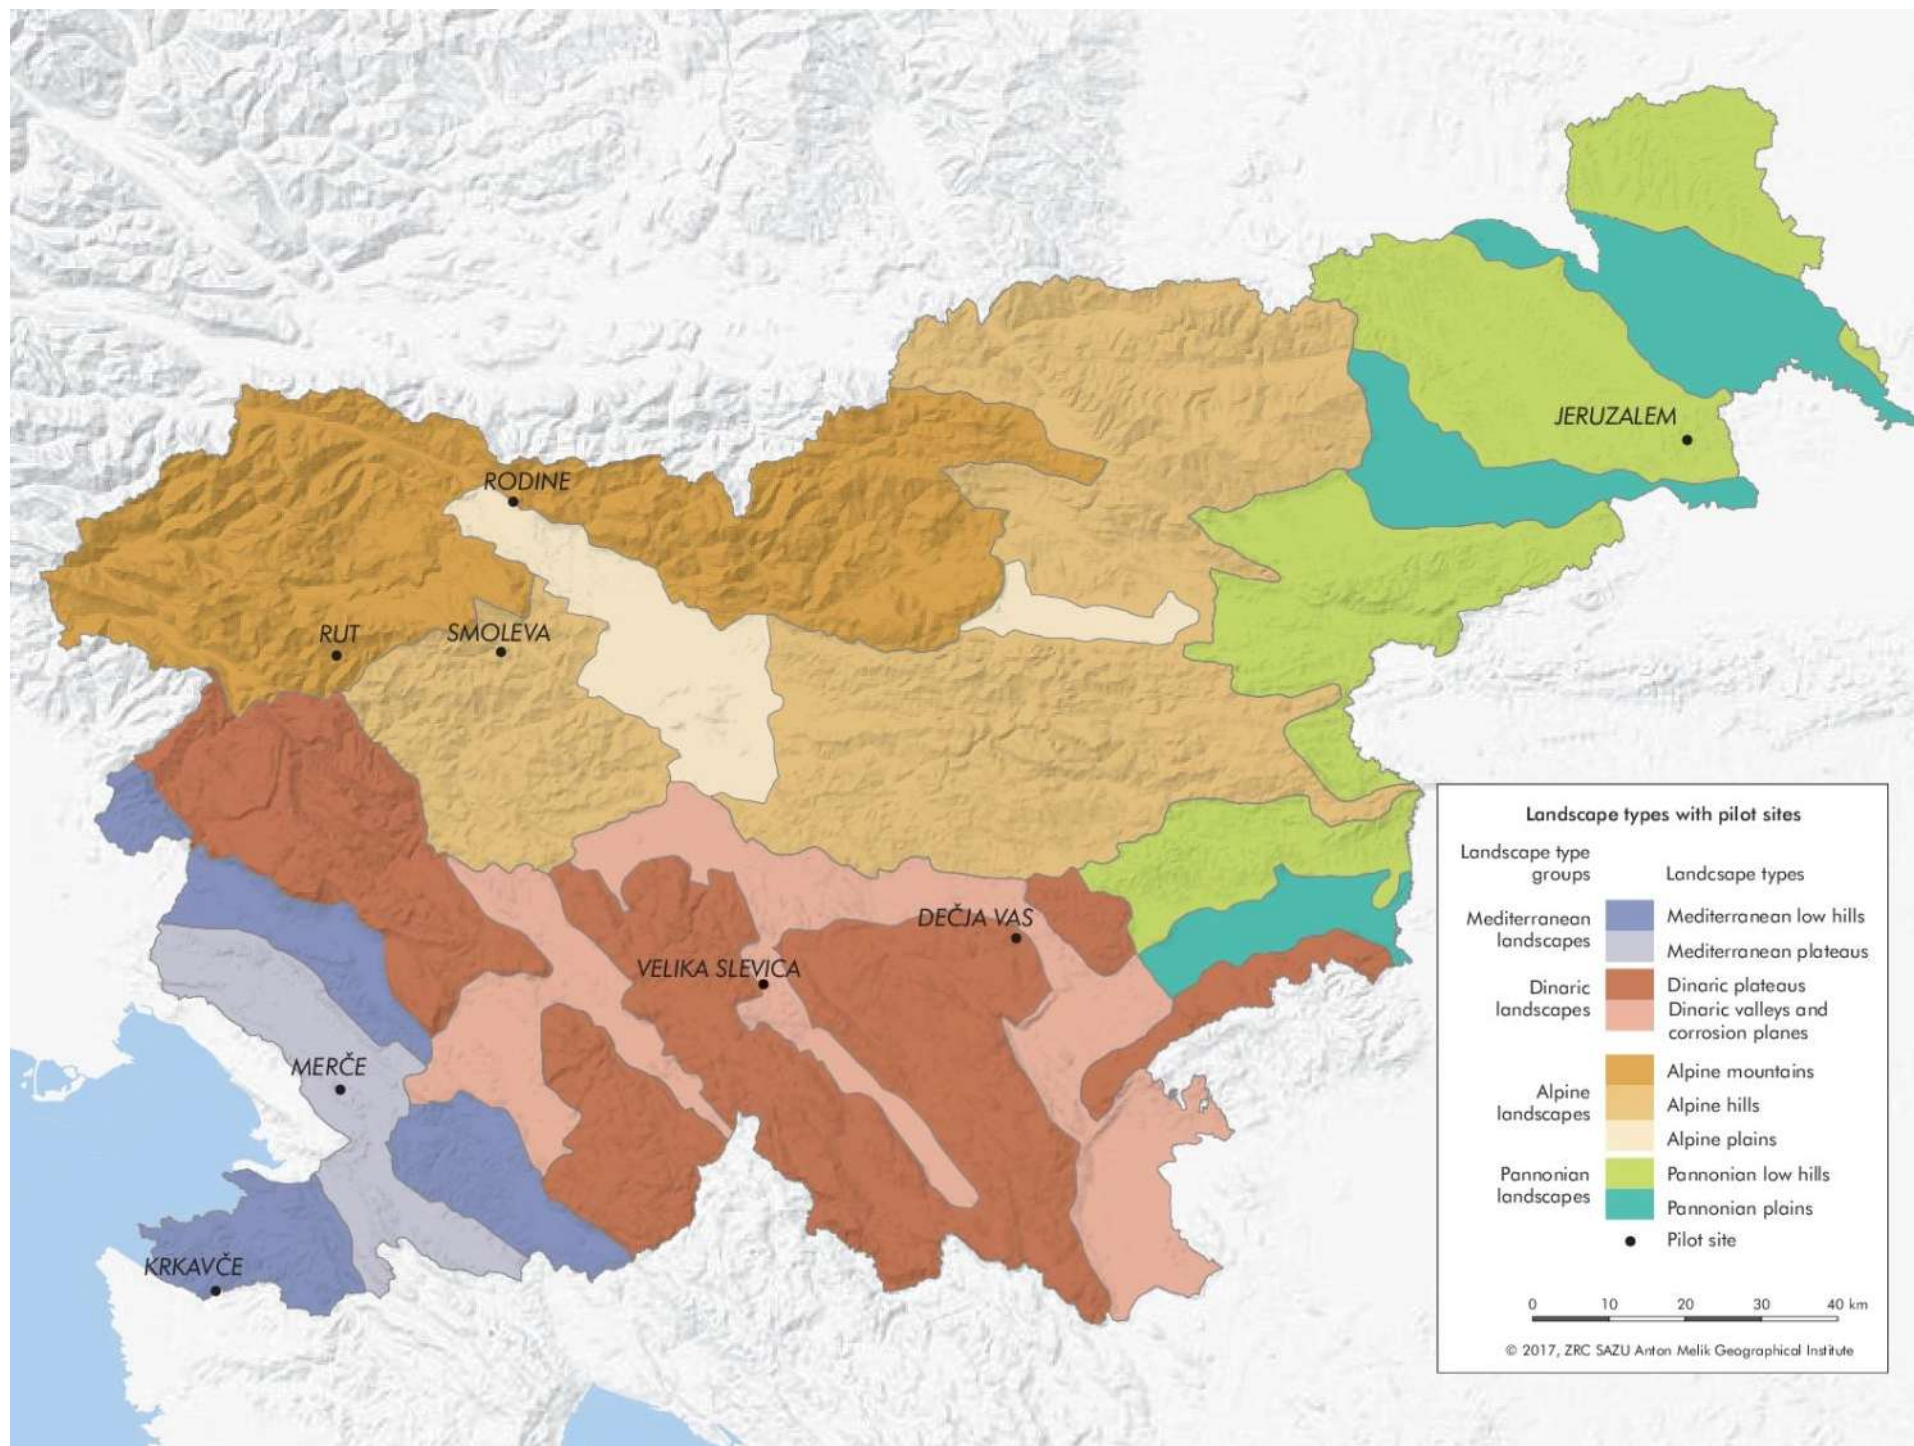 JERUZALEM
RODINE
RUT
SMOLEVA
DEČJA VAS
VELIKA SLEVICA
MERČE
KRKAVČE
Landscape types with pilot sites
Landscape type
groups
Landcsape types
Mediterranean
landscapes
Mediterranean low hills
Mediterranean plateaus
Dinaric
landscapes
Dinaric plateaus
Dinaric valleys and
corrosion planes
Alpine
landscapes
Alpine mountains
Alpine hills
Alpine plains
Pannonian
landscapes
Pannonian low hills
Pannonian plains
Pilot site
0 10 20 30 40 km
© 2017, ZRC SAZU Anton Melik Geographical Institute